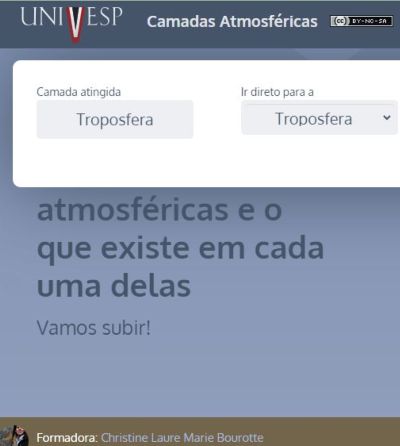 UNIVESP
Camadas Atmosféricas
BY-NC-SA
Camada atingida
Ir direto para a
Troposfera
Troposfera
atmosféricas e o
que existe em cada
uma delas
Vamos subir!
Formadora: Christine Laure Marie Bourotte